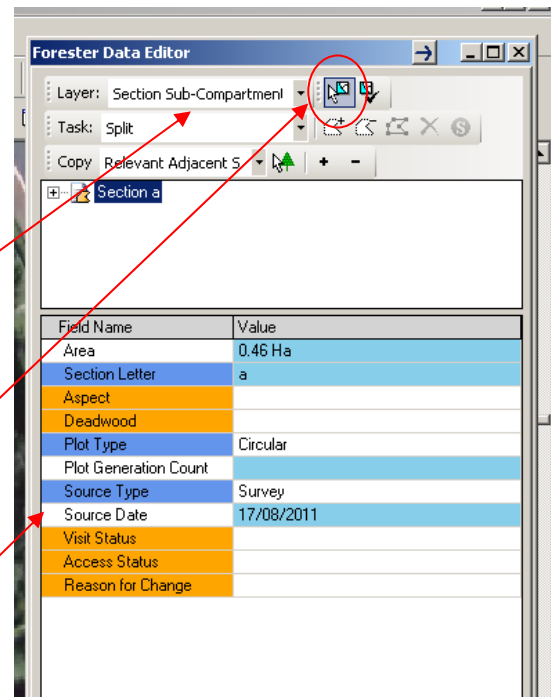 Forester Data Editor
Layer: Section Sub-Compartment
Task: Split
Copy Relevant Adjacent S
Section a
Field Name Value
Area 0.46 Ha
Section Letter a
Aspect
Deadwood
Plot Type Circular
Plot Generation Count
Source Type Survey
Source Date 17/08/2011
Visit Status
Access Status
Reason for Change